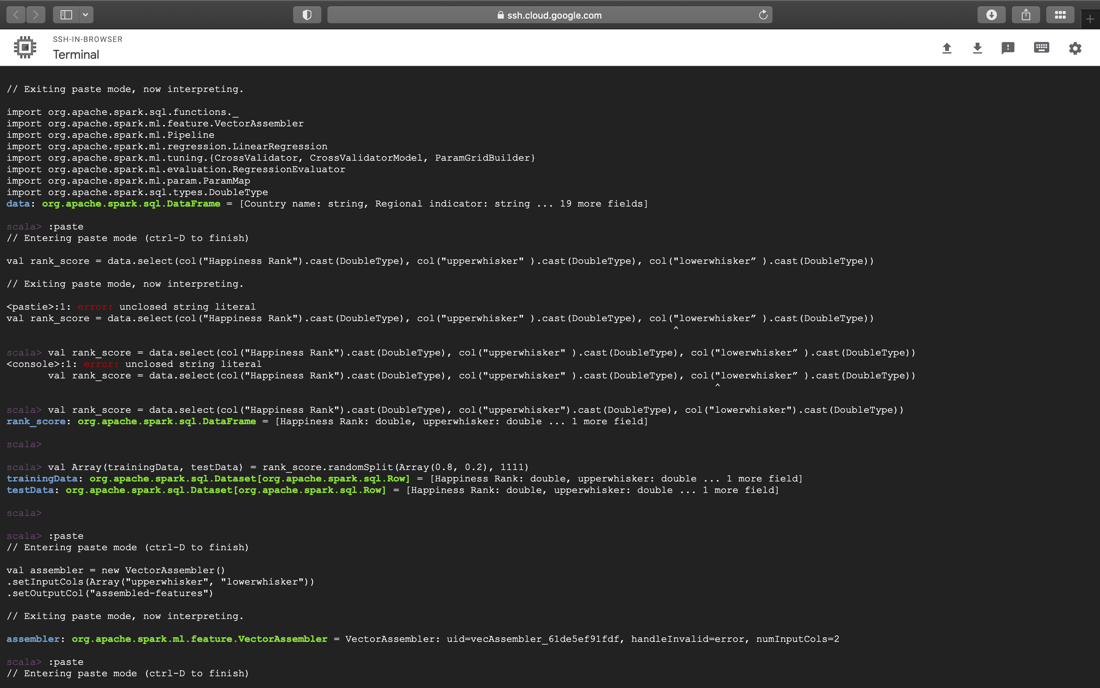 ssh.cloud.google.com
SSH-IN-BROWSER
Terminal
// Exiting paste mode, now interpreting.
import org.apache.spark.sql.functions._
import org.apache.spark.ml.feature.VectorAssembler
import org.apache.spark.ml.Pipeline
import org.apache.spark.ml.regression.LinearRegression
import org.apache.spark.ml.tuning.{CrossValidator, CrossValidatorModel, ParamGridBuilder}
import org.apache.spark.ml.evaluation.RegressionEvaluator
import org.apache.spark.ml.param.ParamMap
import org.apache.spark.sql.types.DoubleType
data: org.apache.spark.sql.DataFrame = [Country name: string, Regional indicator: string ... 19 more fields]
scala> :paste
// Entering paste mode (ctrl-D to finish)
val rank_score = data.select(col("Happiness Rank").cast(DoubleType), col("upperwhisker" ).cast(DoubleType), col("lowerwhisker” ).cast(DoubleType))
// Exiting paste mode, now interpreting.
<pastie>:1: error: unclosed string literal
val rank_score = data.select(col("Happiness Rank").cast(DoubleType), col("upperwhisker" ).cast(DoubleType), col("lowerwhisker” ).cast(DoubleType))
^
scala> val rank_score = data.select(col("Happiness Rank").cast(DoubleType), col("upperwhisker" ).cast(DoubleType), col("lowerwhisker” ).cast(DoubleType))
<console>:1: error: unclosed string literal
val rank_score = data.select(col("Happiness Rank").cast(DoubleType), col("upperwhisker" ).cast(DoubleType), col("lowerwhisker” ).cast(DoubleType))
^
scala> val rank_score = data.select(col("Happiness Rank").cast(DoubleType), col("upperwhisker").cast(DoubleType), col("lowerwhisker").cast(DoubleType))
rank_score: org.apache.spark.sql.DataFrame = [Happiness Rank: double, upperwhisker: double ... 1 more field]
scala>
scala> val Array(trainingData, testData) = rank_score.randomSplit(Array(0.8, 0.2), 1111)
trainingData: org.apache.spark.sql.Dataset[org.apache.spark.sql.Row] = [Happiness Rank: double, upperwhisker: double ... 1 more field]
testData: org.apache.spark.sql.Dataset[org.apache.spark.sql.Row] = [Happiness Rank: double, upperwhisker: double ... 1 more field]
scala>
scala> :paste
// Entering paste mode (ctrl-D to finish)
val assembler = new VectorAssembler()
.setInputCols(Array("upperwhisker", "lowerwhisker"))
.setOutputCol("assembled-features")
// Exiting paste mode, now interpreting.
assembler: org.apache.spark.ml.feature.VectorAssembler = VectorAssembler: uid=vecAssembler_61de5ef91fdf, handleInvalid=error, numInputCols=2
scala> :paste
// Entering paste mode (ctrl-D to finish)